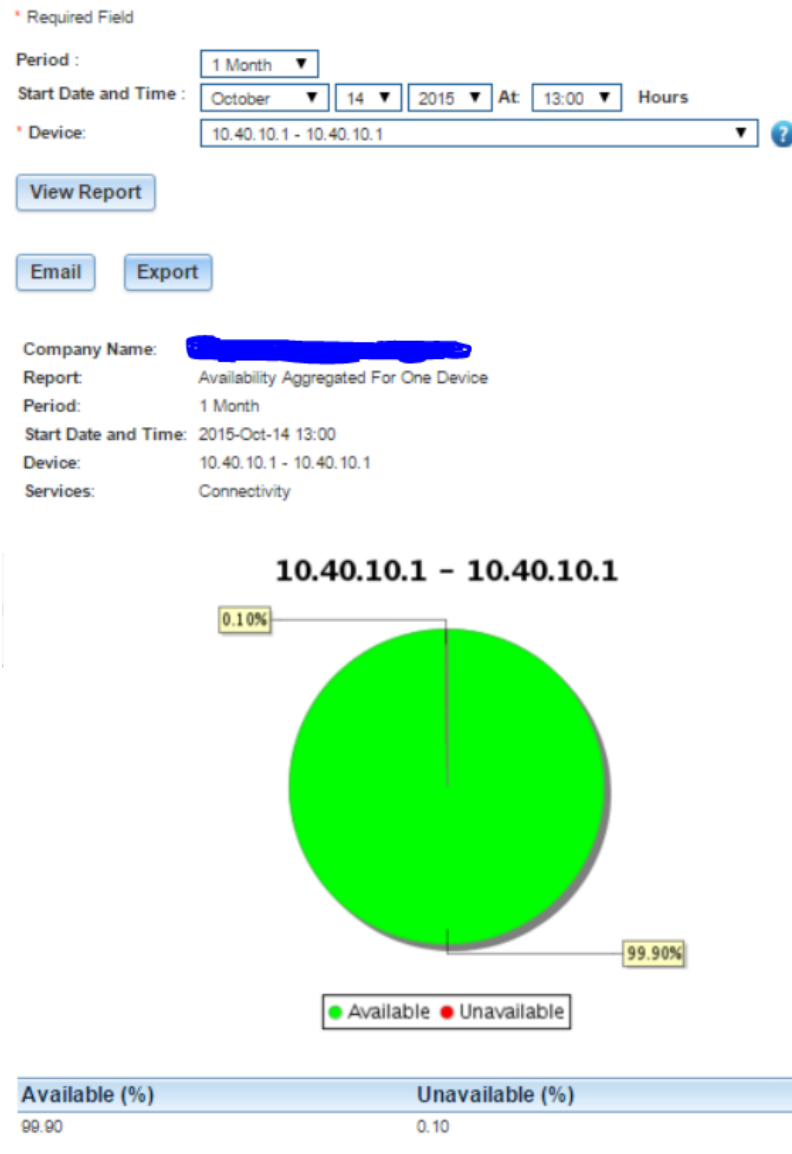 * Required Field
Period : 1 Month ▼
Start Date and Time : October ▼ 14 ▼ 2015 ▼ At: 13:00 ▼ Hours
* Device: 10.40.10.1 - 10.40.10.1 ▼ ?
View Report
Email Export
Company Name:
Report: Availability Aggregated For One Device
Period: 1 Month
Start Date and Time: 2015-Oct-14 13:00
Device: 10.40.10.1 - 10.40.10.1
Services: Connectivity
10.40.10.1 – 10.40.10.1
0.10%
99.90%
Available Unavailable
Available (%) Unavailable (%)
99.90 0.10